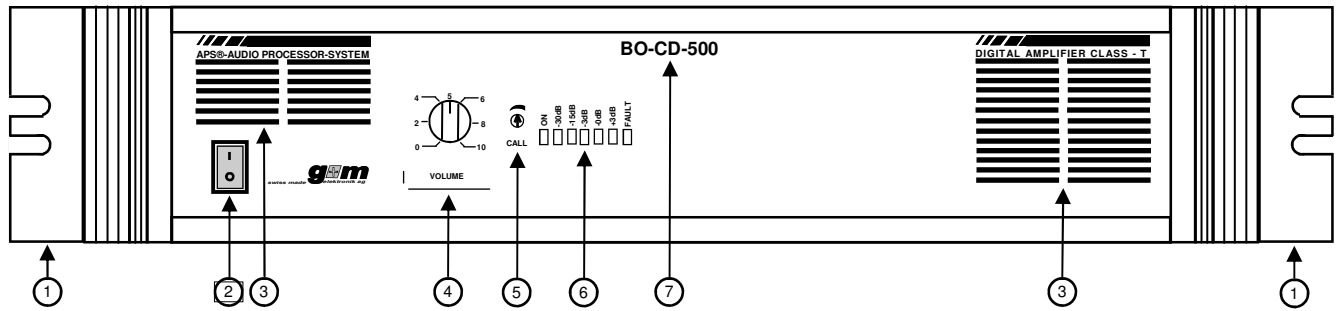 APS®-AUDIO PROCESSOR-SYSTEM
BO-CD-500
DIGITAL AMPLIFIER CLASS - T
4 5 6
2 8
0 10
VOLUME
CALL
ON
-30dB
-15dB
-3dB
-0dB
+3dB
FAULT
I
O
swiss made
g+m
elektronik ag
1 2 3 4 5 6 7 3 1